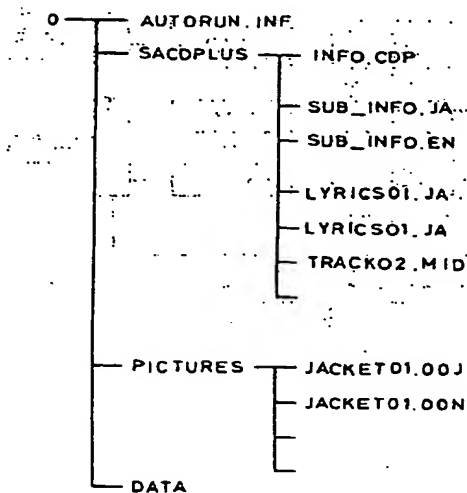 0 AUTORUN.INF
SACDPLUS INFO.CDP
SUB_INFO.JA
SUB_INFO.EN
LYRICS01.JA
LYRICS01.JA
TRACK02.MID
PICTURES JACKET01.00J
JACKET01.00N
DATA